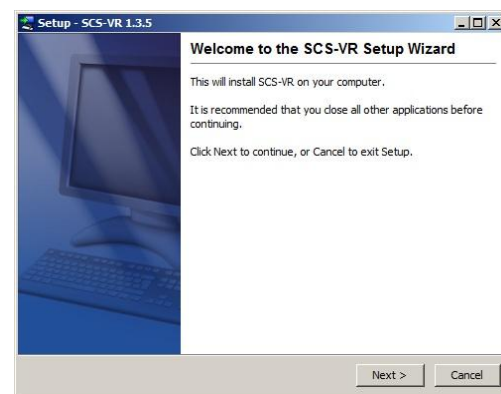 Setup - SCS-VR 1.3.5
Welcome to the SCS-VR Setup Wizard
This will install SCS-VR on your computer.
It is recommended that you close all other applications before
continuing.
Click Next to continue, or Cancel to exit Setup.
Next >
Cancel